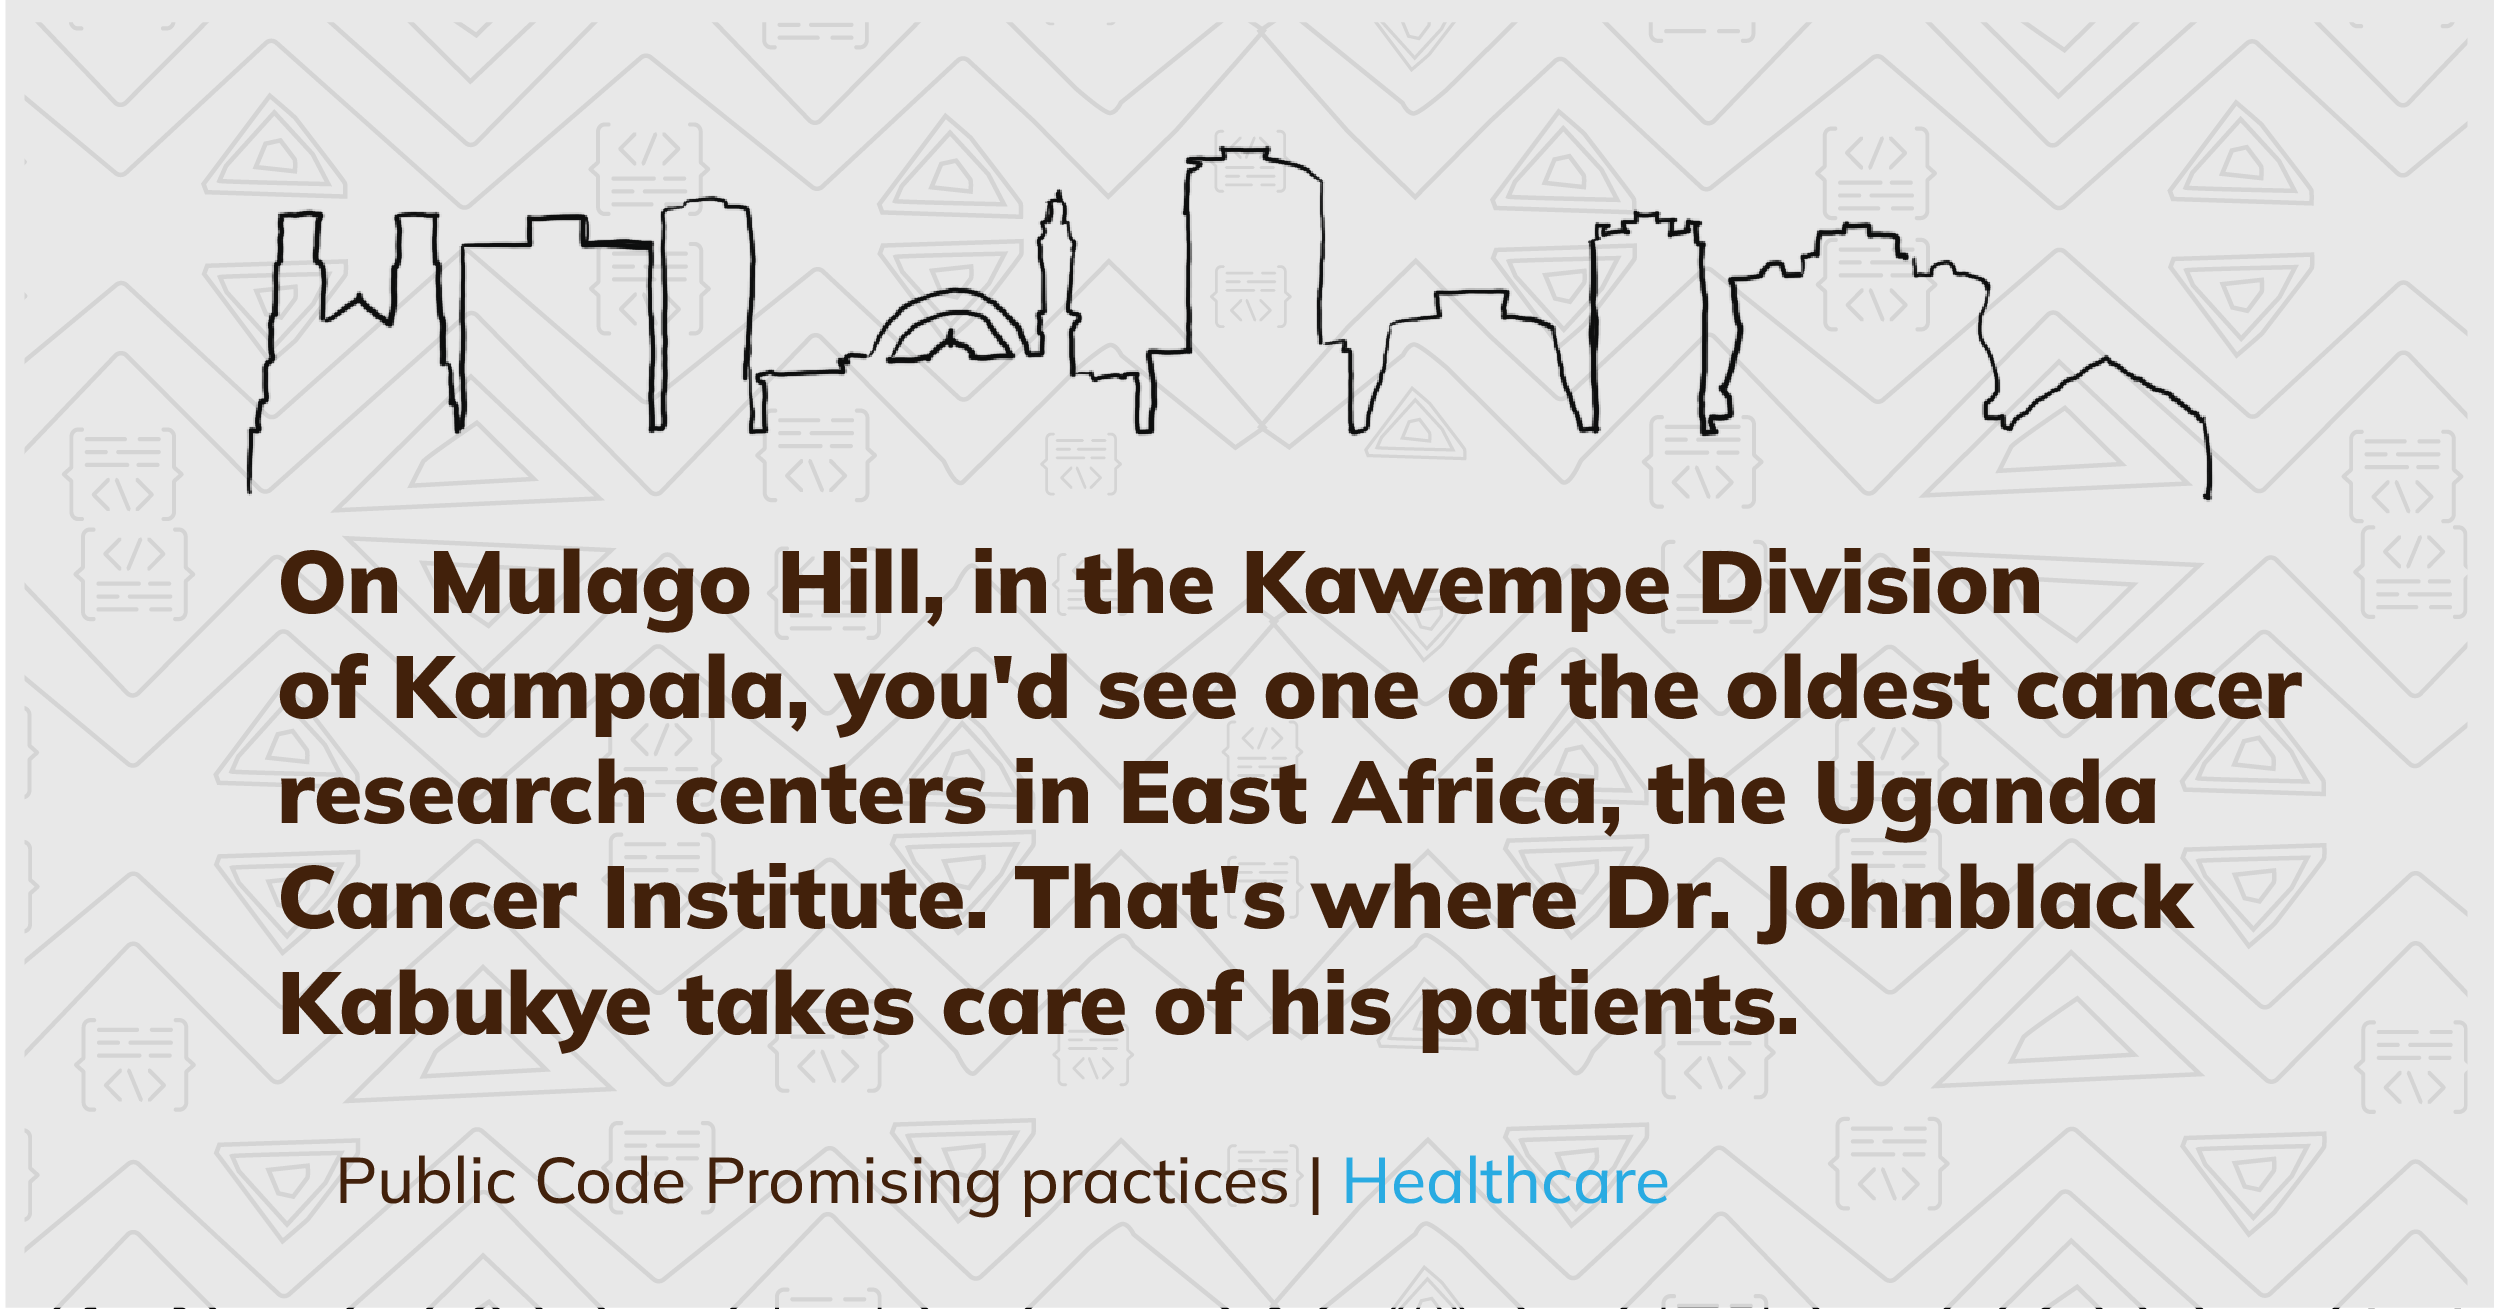 On Mulago Hill, in the Kawempe Division
of Kampala, you'd see one of the oldest cancer
research centers in East Africa, the Uganda
Cancer Institute. That's where Dr. Johnblack
Kabukye takes care of his patients.
Public Code Promising practices | Healthcare